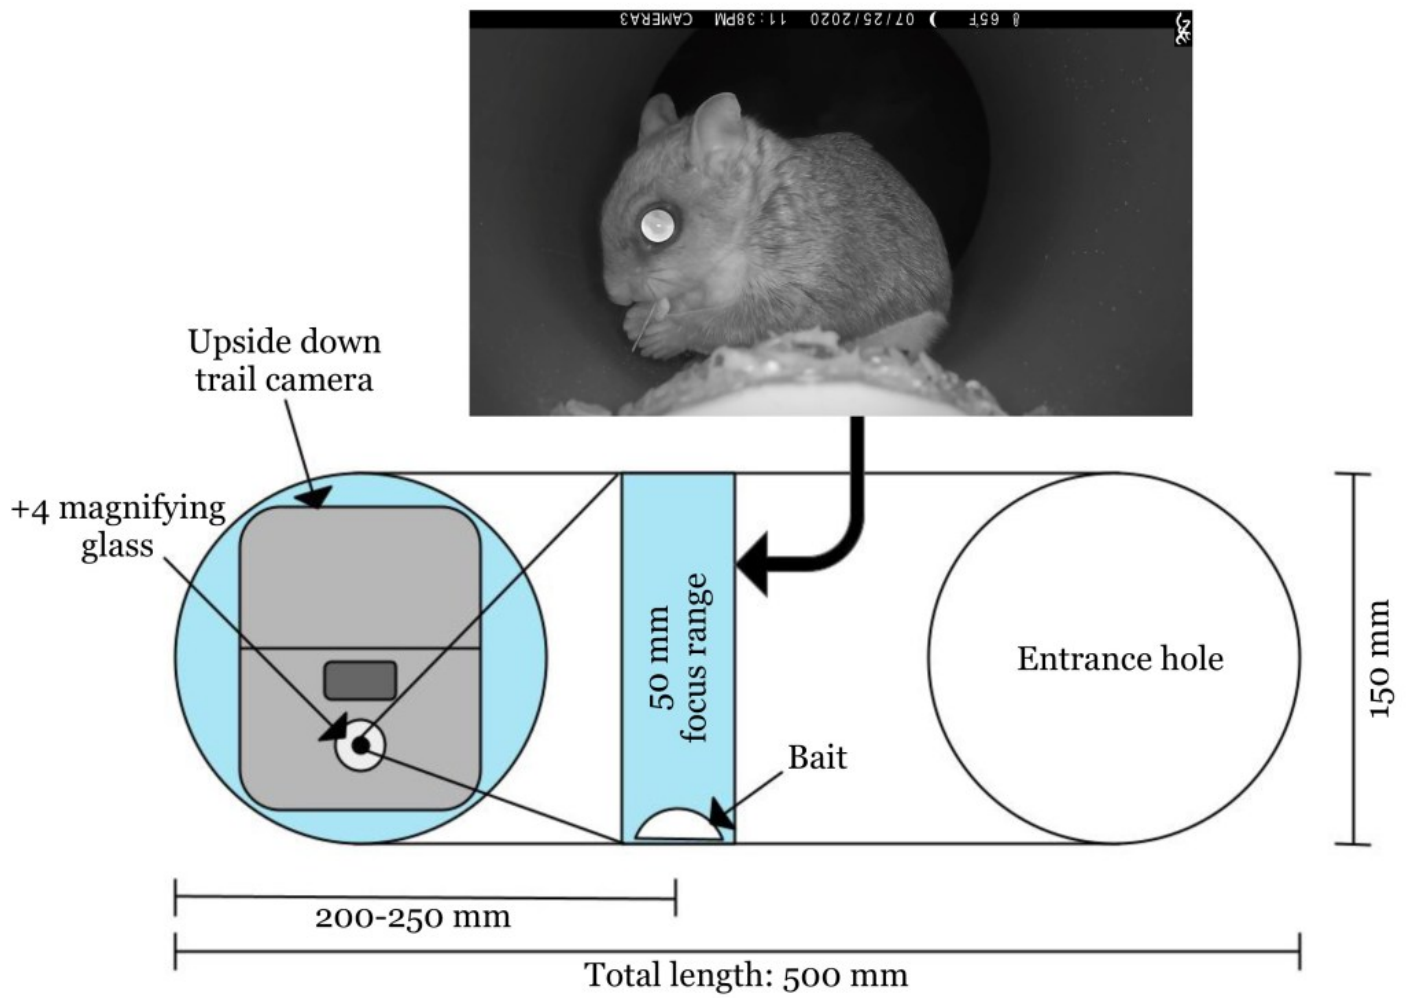 CAMERA3 11:38PM 07/25/2020 65°F
Upside down
trail camera
+4 magnifying
glass
50 mm
focus range
Entrance hole
150 mm
Bait
200-250 mm
Total length: 500 mm